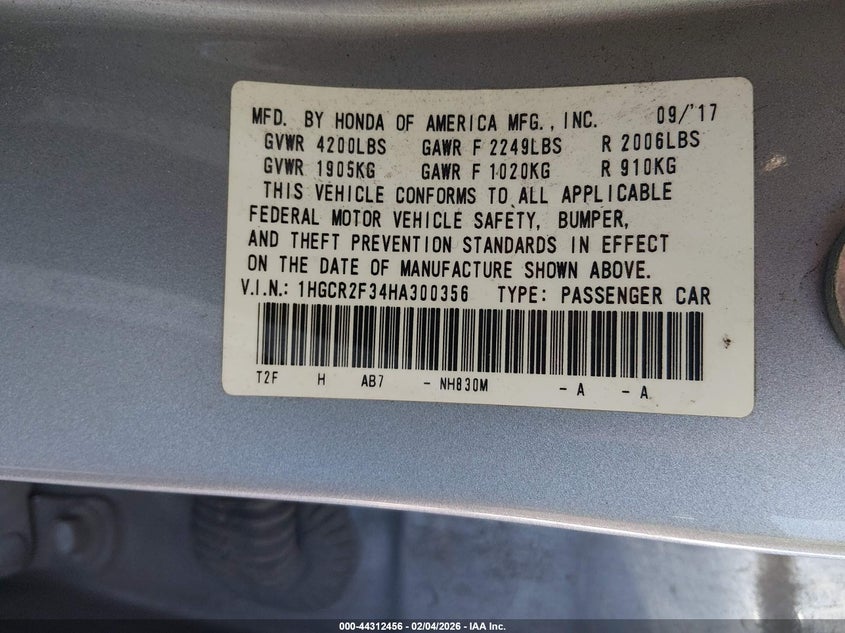 MFD. BY HONDA OF AMERICA MFG., INC. 09/'17
GVWR 4200LBS GAWR F 2249LBS R 2006LBS
GVWR 1905KG GAWR F 1020KG R 910KG
THIS VEHICLE CONFORMS TO ALL APPLICABLE
FEDERAL MOTOR VEHICLE SAFETY, BUMPER,
AND THEFT PREVENTION STANDARDS IN EFFECT
ON THE DATE OF MANUFACTURE SHOWN ABOVE.
V.I.N.: 1HGCR2F34HA300356 TYPE: PASSENGER CAR
T2F H AB7 - NH830M - A - A
000-44312456 - 02/04/2026 - IAA Inc.